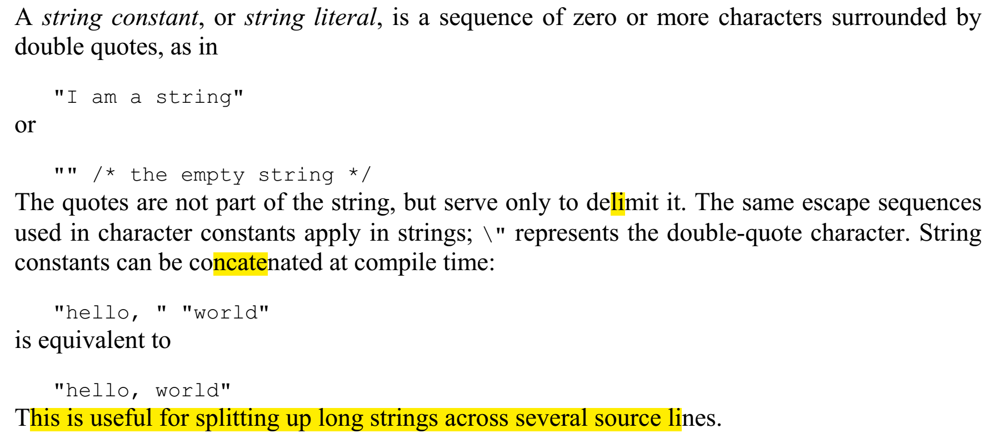 A string constant, or string literal, is a sequence of zero or more characters surrounded by
double quotes, as in
"I am a string"
or
"" /* the empty string */
The quotes are not part of the string, but serve only to delimit it. The same escape sequences
used in character constants apply in strings; \" represents the double-quote character. String
constants can be concatenated at compile time:
"hello, " "world"
is equivalent to
"hello, world"
This is useful for splitting up long strings across several source lines.